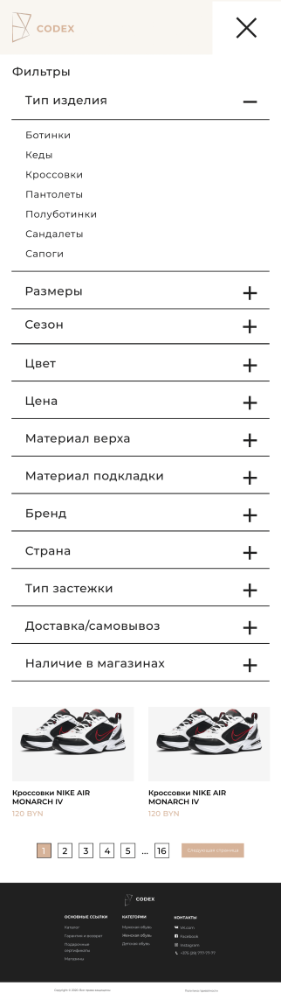 CODEX
Фильтры
Тип изделия
Ботинки
Кеды
Кроссовки
Пантолеты
Полуботинки
Сандалеты
Сапоги
Размеры
Сезон
Цвет
Цена
Материал верха
Материал подкладки
Бренд
Страна
Тип застежки
Доставка/самовывоз
Наличие в магазинах
Кроссовки NIKE AIR
MONARCH IV
120 BYN
Кроссовки NIKE AIR
MONARCH IV
120 BYN
1 2 3 4 5 ... 16 Следующая страница
CODEX
ОСНОВНЫЕ ССЫЛКИ
Каталог
Гарантия и возврат
Подарочные
сертификаты
Магазины
КАТЕГОРИИ
Мужская обувь
Женская обувь
Детская обувь
КОНТАКТЫ
VK.com
Facebook
Instagram
+375 (29) 777-77-77
Copyright © 2020. Все права защищены.